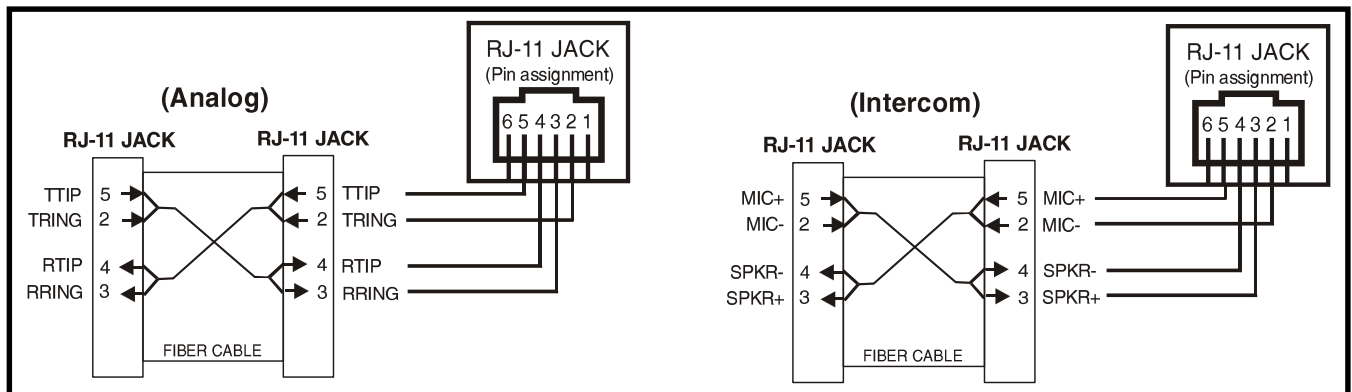 RJ-11 JACK
(Pin assignment)
6 5 4 3 2 1
(Analog)
RJ-11 JACK RJ-11 JACK
TTIP 5 5 TTIP
TRING 2 2 TRING
RTIP 4 4 RTIP
RRING 3 3 RRING
FIBER CABLE
RJ-11 JACK
(Pin assignment)
6 5 4 3 2 1
(Intercom)
RJ-11 JACK RJ-11 JACK
MIC+ 5 5 MIC+
MIC- 2 2 MIC-
SPKR- 4 4 SPKR-
SPKR+ 3 3 SPKR+
FIBER CABLE